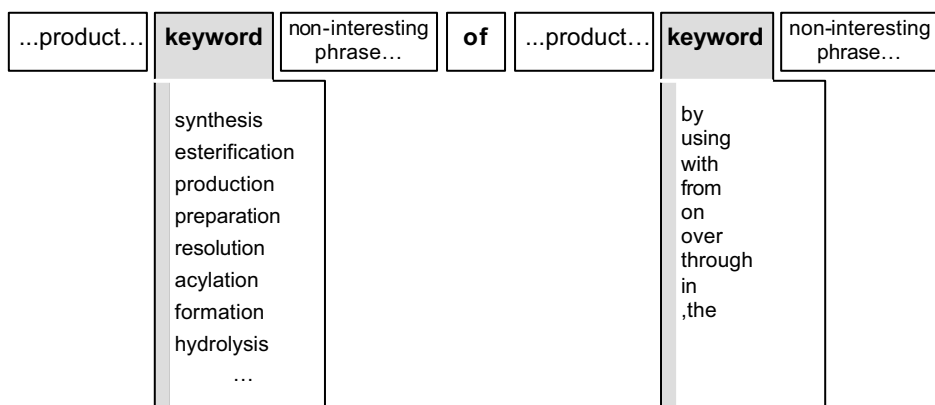 ...product... keyword non-interesting phrase... of ...product... keyword non-interesting phrase...
synthesis
esterification
production
preparation
resolution
acylation
formation
hydrolysis
...
by
using
with
from
on
over
through
in
,the